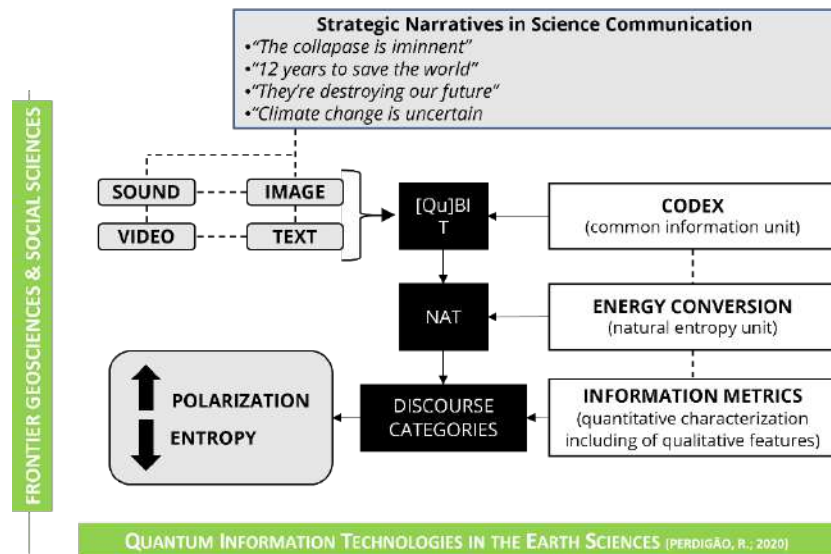 Strategic Narratives in Science Communication
•“The collapase is iminnent”
•“12 years to save the world”
•“They’re destroying our future”
•“Climate change is uncertain
FRONTIER GEOSCIENCES & SOCIAL SCIENCES
SOUND
IMAGE
VIDEO
TEXT
[Qu]BI
T
CODEX
(common information unit)
NAT
ENERGY CONVERSION
(natural entropy unit)
POLARIZATION
ENTROPY
DISCOURSE
CATEGORIES
INFORMATION METRICS
(quantitative characterization
including of qualitative features)
QUANTUM INFORMATION TECHNOLOGIES IN THE EARTH SCIENCES (PERDIGÃO, R.; 2020)